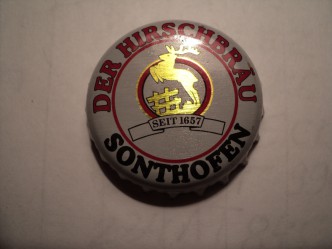 DER HIRSCHBRÄU
SEIT 1657
SONTHOFEN